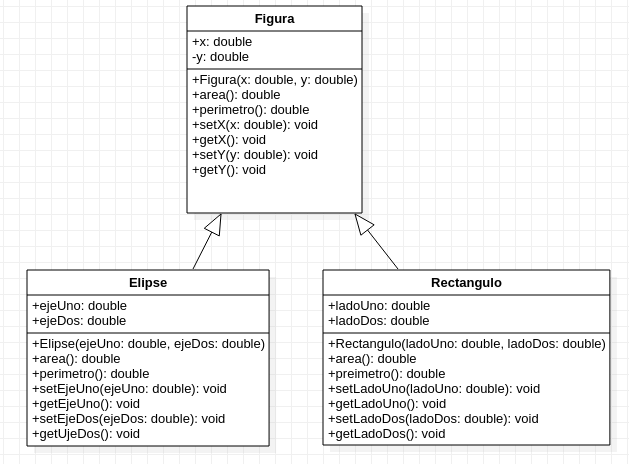 Figura
+x: double
-y: double
+Figura(x: double, y: double)
+area(): double
+perimetro(): double
+setX(x: double): void
+getX(): void
+setY(y: double): void
+getY(): void
Elipse
+ejeUno: double
+ejeDos: double
+Elipse(ejeUno: double, ejeDos: double)
+area(): double
+perimetro(): double
+setEjeUno(ejeUno: double): void
+getEjeUno(): void
+setEjeDos(ejeDos: double): void
+getUjeDos(): void
Rectangulo
+ladoUno: double
+ladoDos: double
+Rectangulo(ladoUno: double, ladoDos: double)
+area(): double
+preimetro(): double
+setLadoUno(ladoUno: double): void
+getLadoUno(): void
+setLadoDos(ladoDos: double): void
+getLadoDos(): void